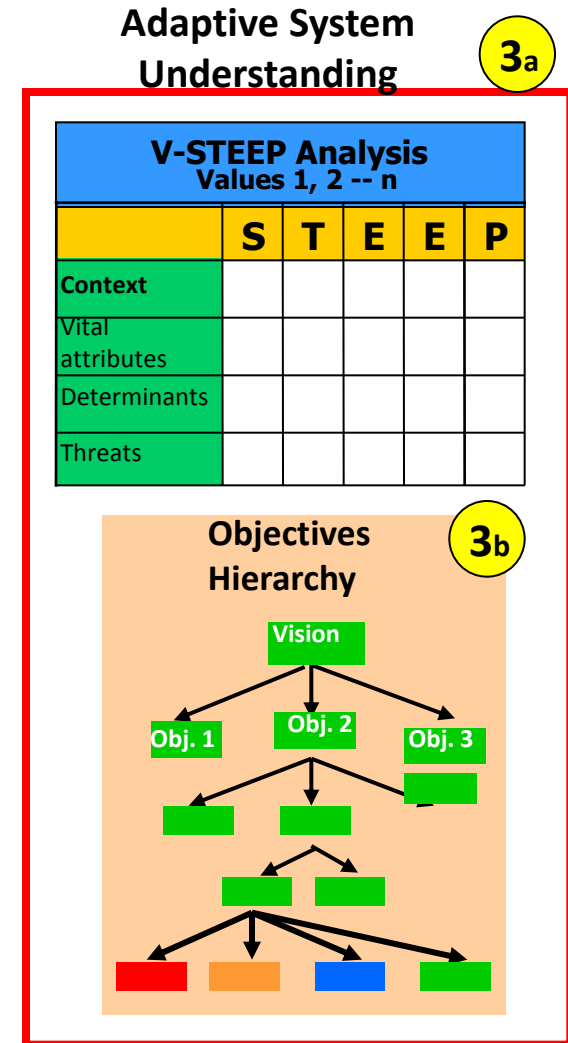 Adaptive System
Understanding
3a
V-STEEP Analysis
Values 1, 2 -- n
S T E E P
Context
Vital
attributes
Determinants
Threats
Objectives
Hierarchy
3b
Vision
Obj. 1
Obj. 2
Obj. 3